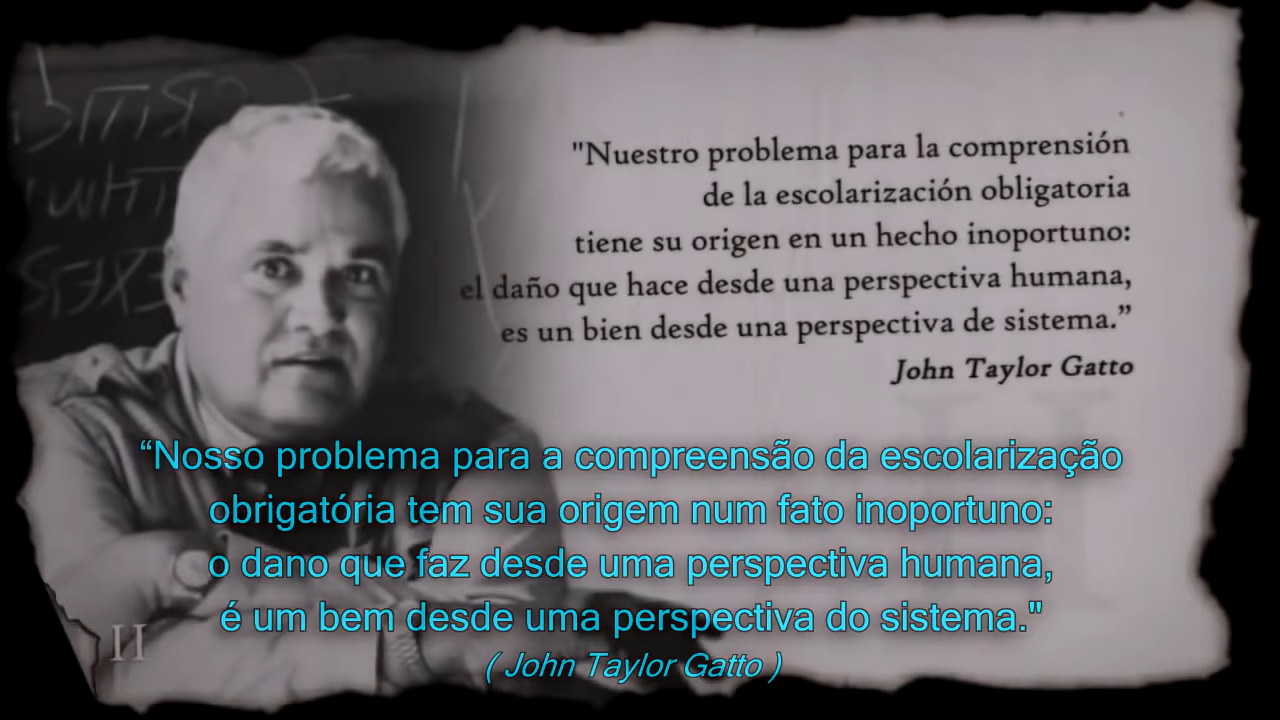 "Nuestro problema para la comprensión
de la escolarización obligatoria
tiene su origen en un hecho inoportuno:
el daño que hace desde una perspectiva humana,
es un bien desde una perspectiva de sistema.”
John Taylor Gatto
“Nosso problema para a compreensão da escolarização
obrigatória tem sua origem num fato inoportuno:
o dano que faz desde uma perspectiva humana,
é um bem desde uma perspectiva do sistema."
( John Taylor Gatto )
II